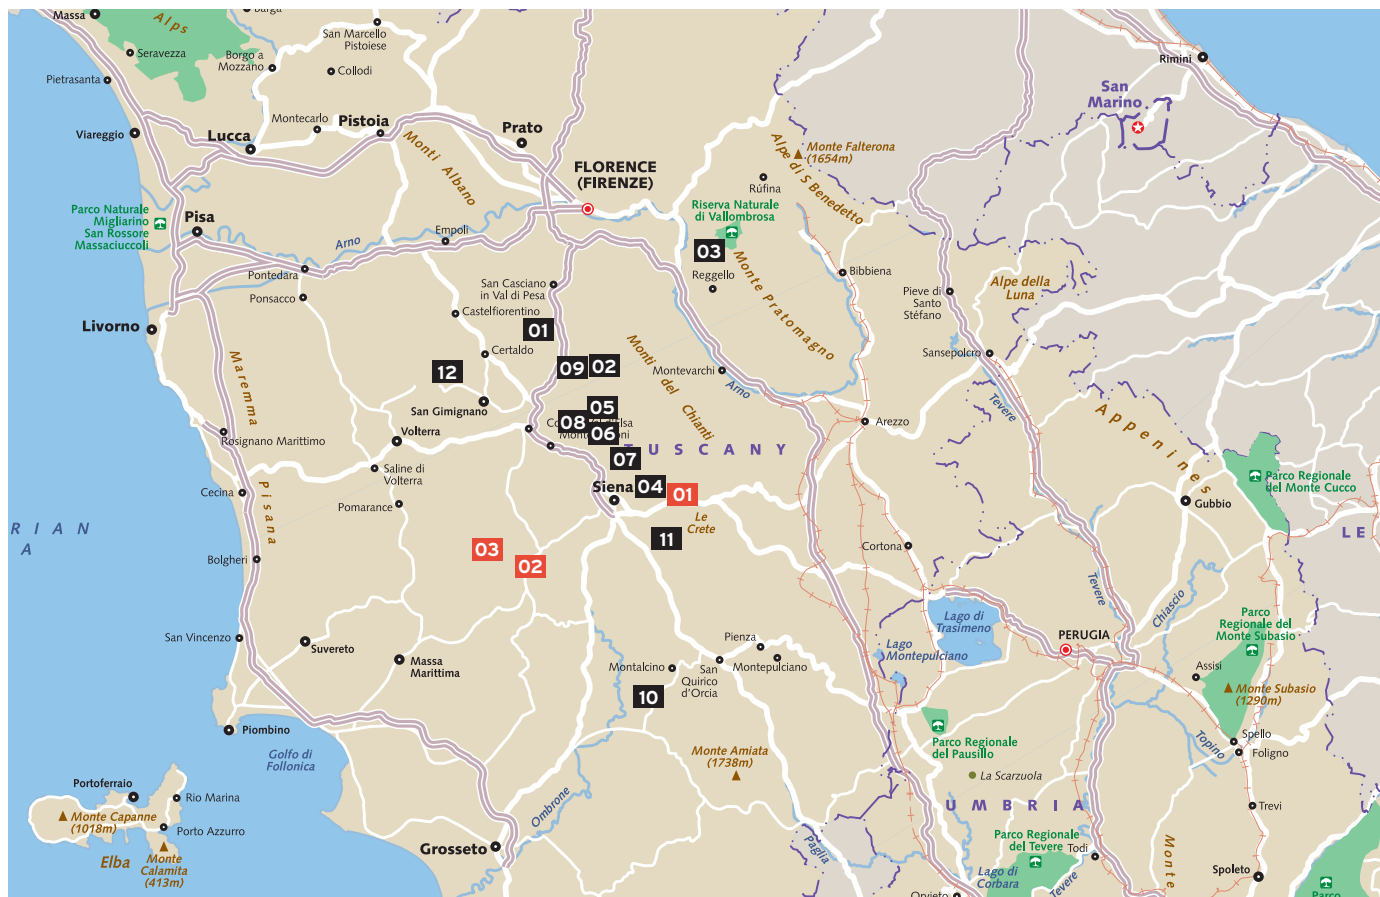 Massa
Alps
Barga
San Marcello
Pistoiese
Seravezza
Borgo a
Mozzano
Collodi
Pietrasanta
Rimini
San
Marino
Viareggio
Montecarlo
Pistoia
Lucca
Prato
Monti Albano
FLORENCE
(FIRENZE)
Alpe di S Benedetto
Monte Falterona
(1654m)
Rúfina
Riserva Naturale
di Vallombrosa
Parco Naturale
Migliarino
San Rossore
Massaciuccoli
Pisa
Arno
Empoli
03
Reggello
Monte Pratomagno
Bibbiena
Pontedara
Ponsacco
San Casciano
in Val di Pesa
Castelfiorentino
Pieve di
Santo
Stéfano
Alpe della
Luna
Livorno
01
Certaldo
Maremma
Pisana
12
09
02
Monti del Chianti
Montevarchi
Arno
Sansepolcro
Tevere
San Gimignano
05
08
06
Volterra
Arezzo
Appenines
Rosignano Marittimo
TUSCANY
07
Saline di
Volterra
Siena
04
01
Parco Regionale
del Monte Cucco
Cecina
Pomarance
Le
Crete
Gubbio
RIAN
A
LE
11
03
02
Bolgheri
Cortona
Tevere
Chiascio
San Vincenzo
Suvereto
Massa
Marittima
Pienza
Montalcino
San
Quirico
d'Orcia
Montepulciano
Lago
Montepulciano
Lago di
Trasimeno
PERUGIA
Parco
Regionale del
Monte Subasio
Assisi
10
Monte Subasio
(1290m)
Piombino
Golfo di
Follonica
Monte Amiata
(1738m)
Parco Regionale
del Pausillo
La Scarzuola
Topino
Spello
Foligno
Portoferraio
Rio Marina
Monte Capanne
(1018m)
Porto Azzurro
Elba
Monte
Calamita
(413m)
Ombrone
Grosseto
Paglia
UMBRIA
Trevi
Parco Regionale
del Tevere
Todi
Monte
Lago di
Corbara
Tevere
Spoleto
Orvieto
Parco